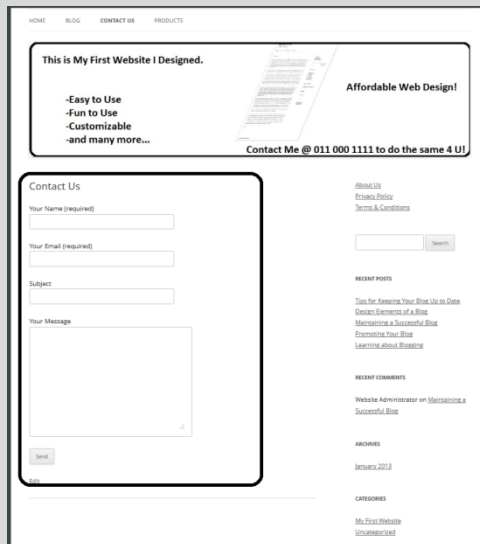 HOME BLOG CONTACT US PRODUCTS
This is My First Website I Designed.
-Easy to Use
-Fun to Use
-Customizable
-and many more...
Affordable Web Design!
Contact Me @ 011 000 1111 to do the same 4 U!
Contact Us
Your Name (required)
Your Email (required)
Subject
Your Message
Send
Edit
About Us
Privacy Policy
Terms & Conditions
Search
RECENT POSTS
Tips for Keeping Your Blog Up to Date
Design Elements of a Blog
Maintaining a Successful Blog
Promoting Your Blog
Learning about Blogging
RECENT COMMENTS
Website Administrator on Maintaining a
Successful Blog
ARCHIVES
January 2013
CATEGORIES
My First Website
Uncategorized